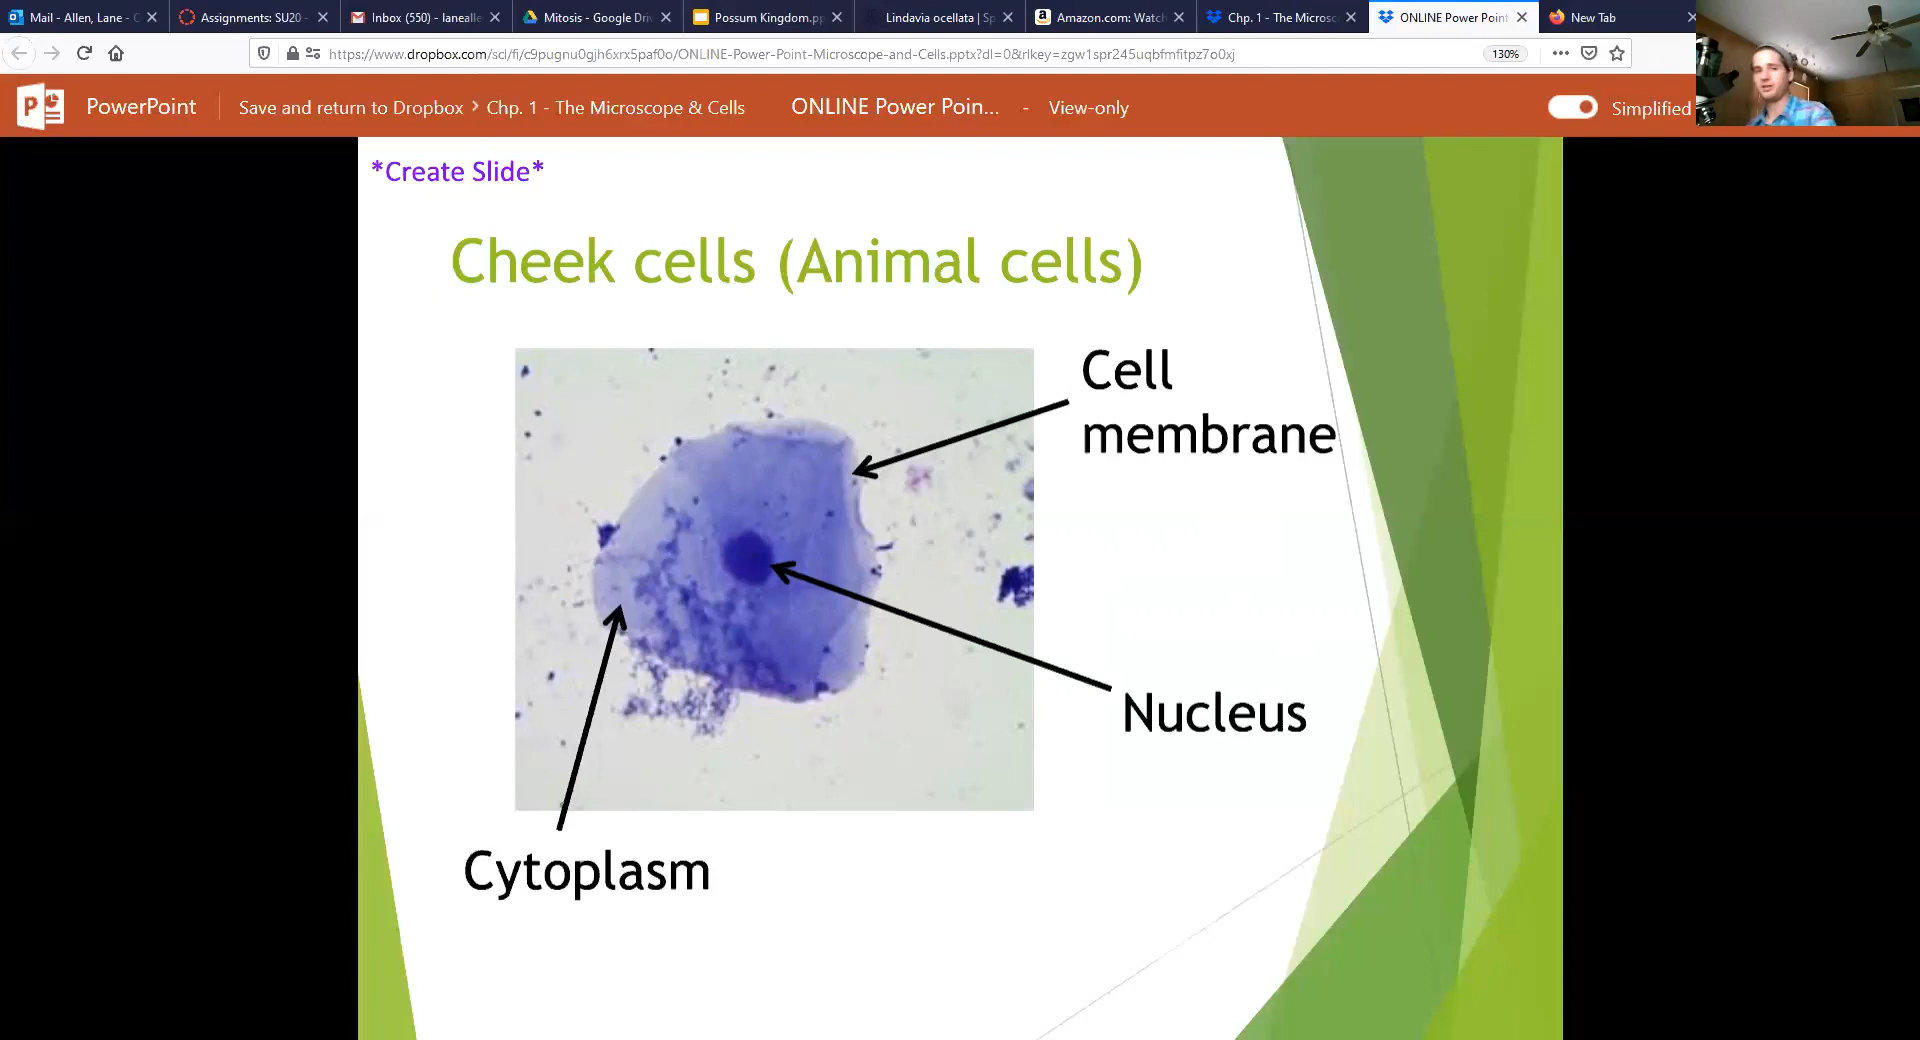 Mail - Allen, Lane - C
Assignments: SU20 -
Inbox (550) - lanealle
Mitosis - Google Driv
Possum Kingdom.pp
Lindavia ocellata | Sp
Amazon.com: Watch
Chp. 1 - The Microsc
ONLINE Power Point
New Tab
https://www.dropbox.com/scl/fi/c9pugnu0gjh6xrx5paf0o/ONLINE-Power-Point-Microscope-and-Cells.pptx?dl=0&rlkey=zgw1spr245uqbfmfitpz7o0xj
130%
PowerPoint
Save and return to Dropbox > Chp. 1 - The Microscope & Cells
ONLINE Power Poin... - View-only
Simplified
*Create Slide*
Cheek cells (Animal cells)
Cell
membrane
Nucleus
Cytoplasm